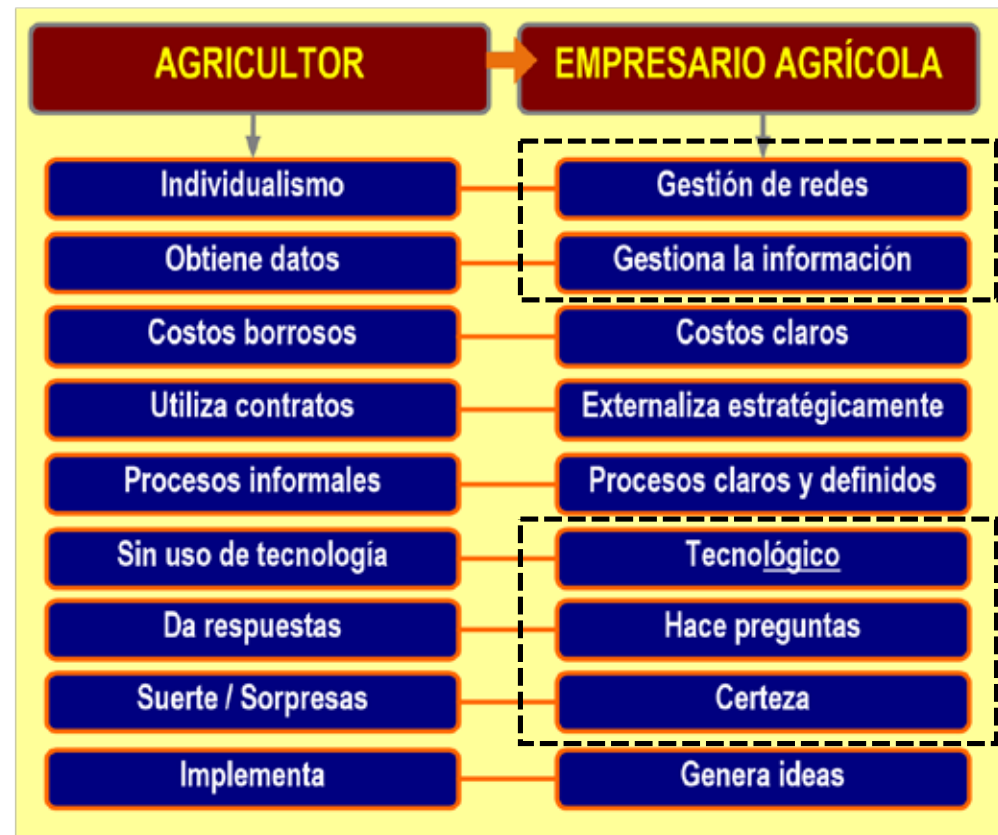 AGRICULTOR EMPRESARIO AGRÍCOLA
Individualismo Gestión de redes
Obtiene datos Gestiona la información
Costos borrosos Costos claros
Utiliza contratos Externaliza estratégicamente
Procesos informales Procesos claros y definidos
Sin uso de tecnología Tecnológico
Da respuestas Hace preguntas
Suerte / Sorpresas Certeza
Implementa Genera ideas